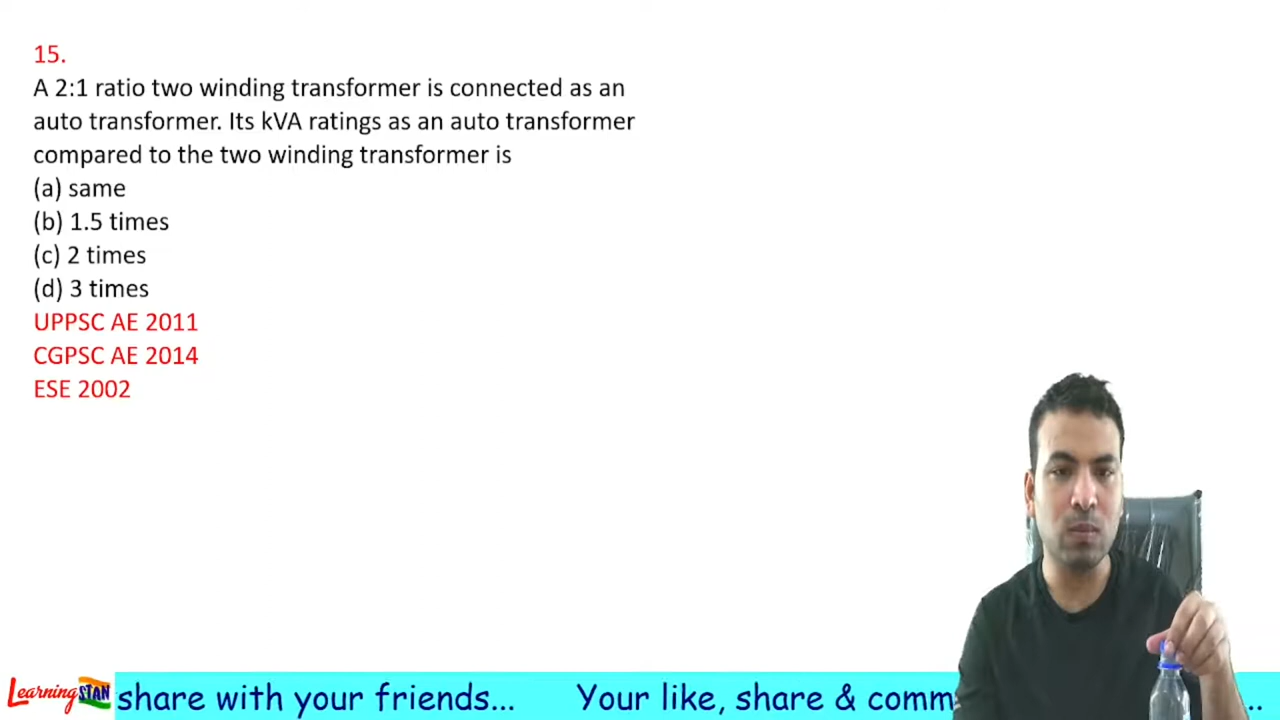 15.
A 2:1 ratio two winding transformer is connected as an
auto transformer. Its kVA ratings as an auto transformer
compared to the two winding transformer is
(a) same
(b) 1.5 times
(c) 2 times
(d) 3 times
UPPSC AE 2011
CGPSC AE 2014
ESE 2002
LearningSTAN share with your friends... Your like, share & comm ..